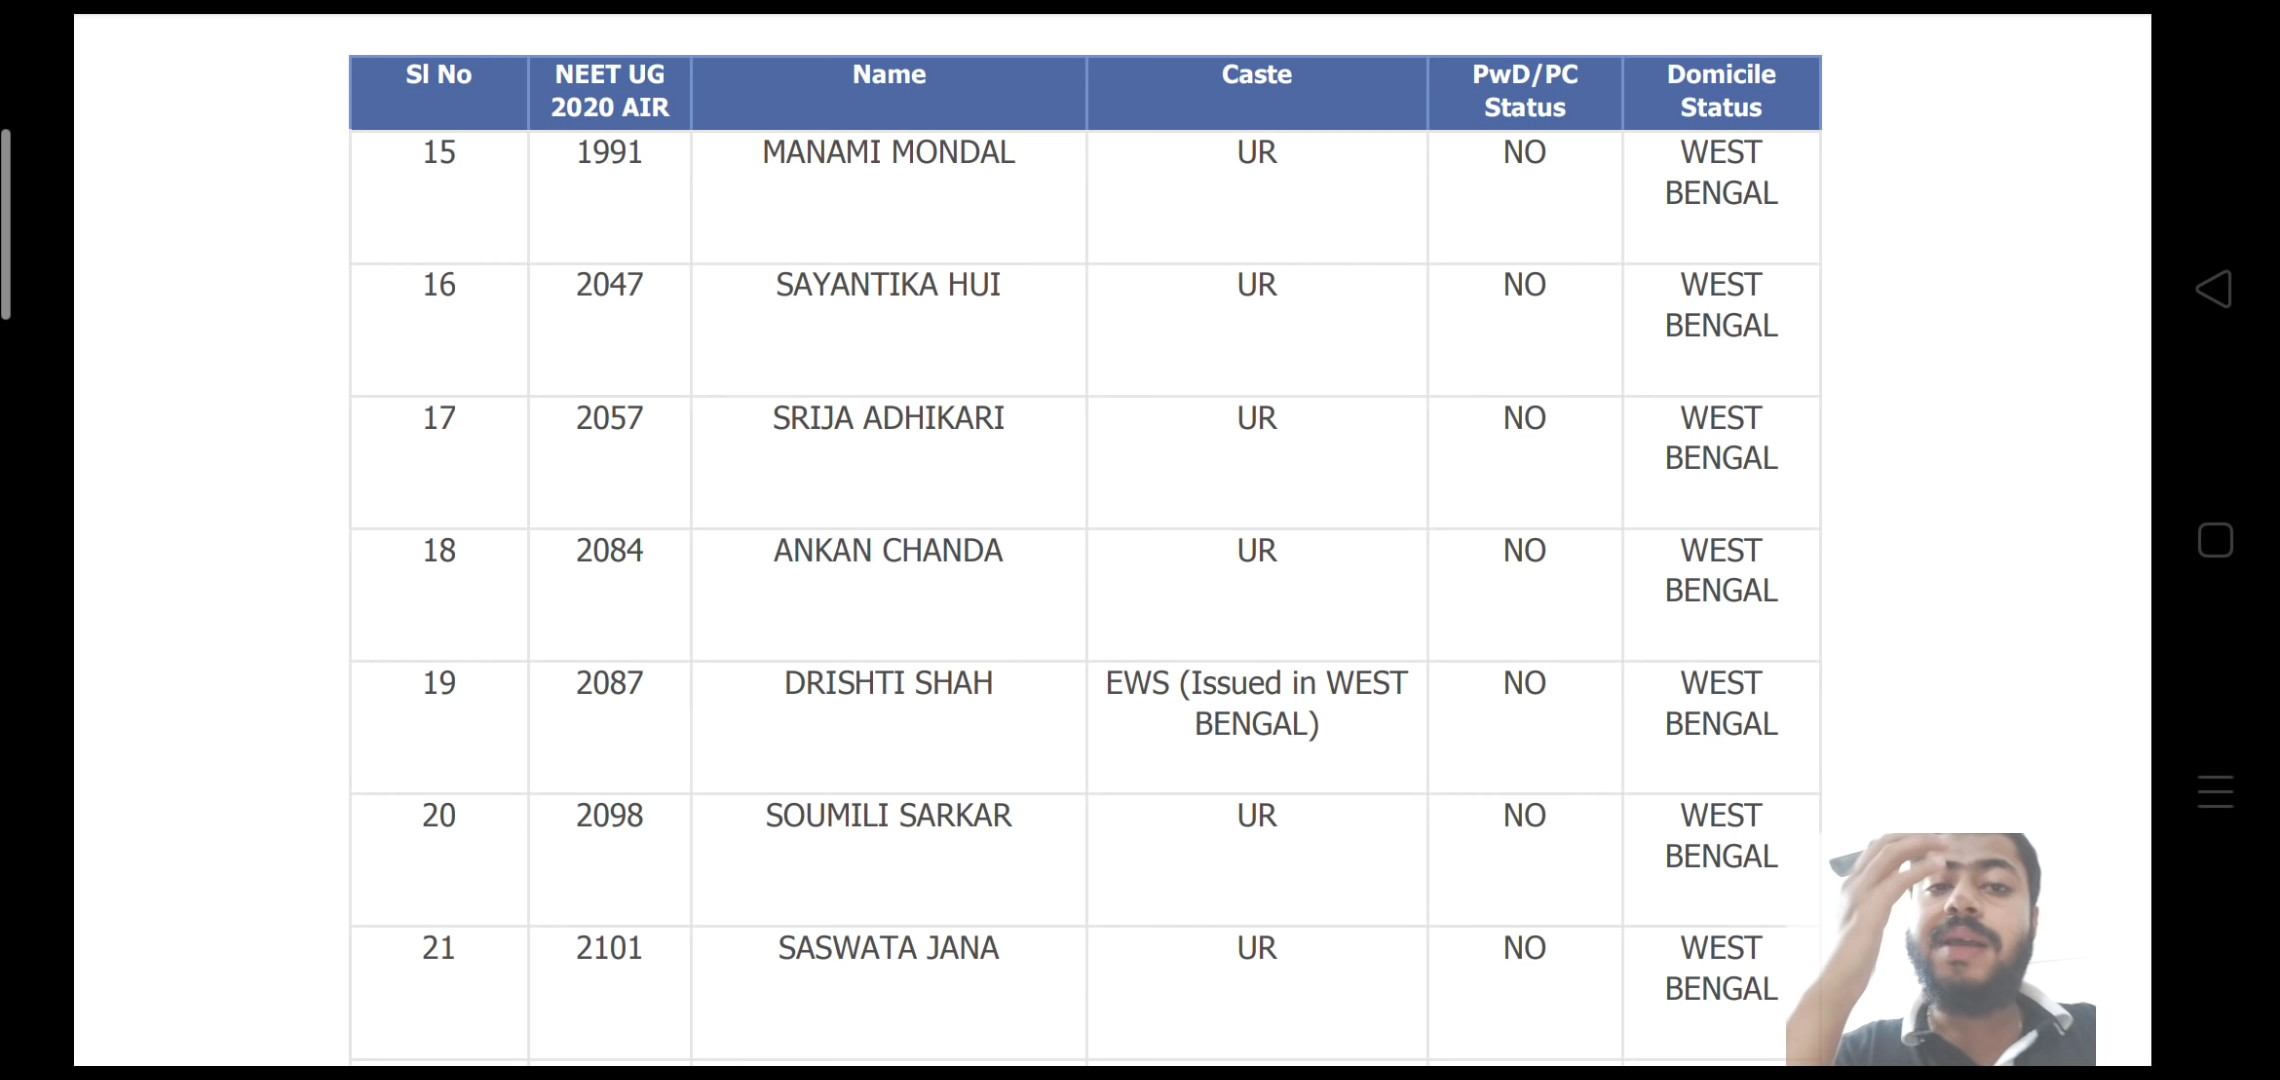 Sl No NEET UG 2020 AIR Name Caste PwD/PC Status Domicile Status
15 1991 MANAMI MONDAL UR NO WEST BENGAL
16 2047 SAYANTIKA HUI UR NO WEST BENGAL
17 2057 SRIJA ADHIKARI UR NO WEST BENGAL
18 2084 ANKAN CHANDA UR NO WEST BENGAL
19 2087 DRISHTI SHAH EWS (Issued in WEST BENGAL) NO WEST BENGAL
20 2098 SOUMILI SARKAR UR NO WEST BENGAL
21 2101 SASWATA JANA UR NO WEST BENGAL